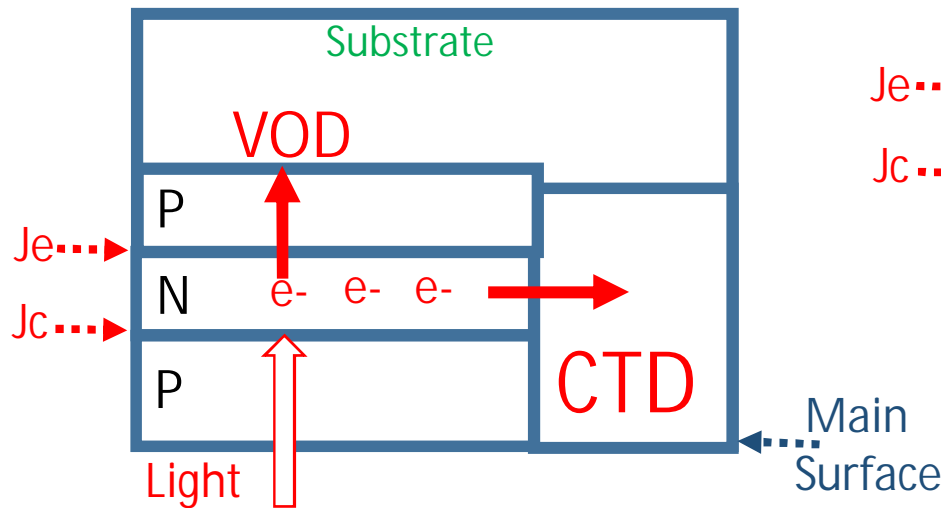 Substrate
VOD
P
Je
N
e- e- e-
Jc
P
CTD
Light
Main
Surface
Je
Jc